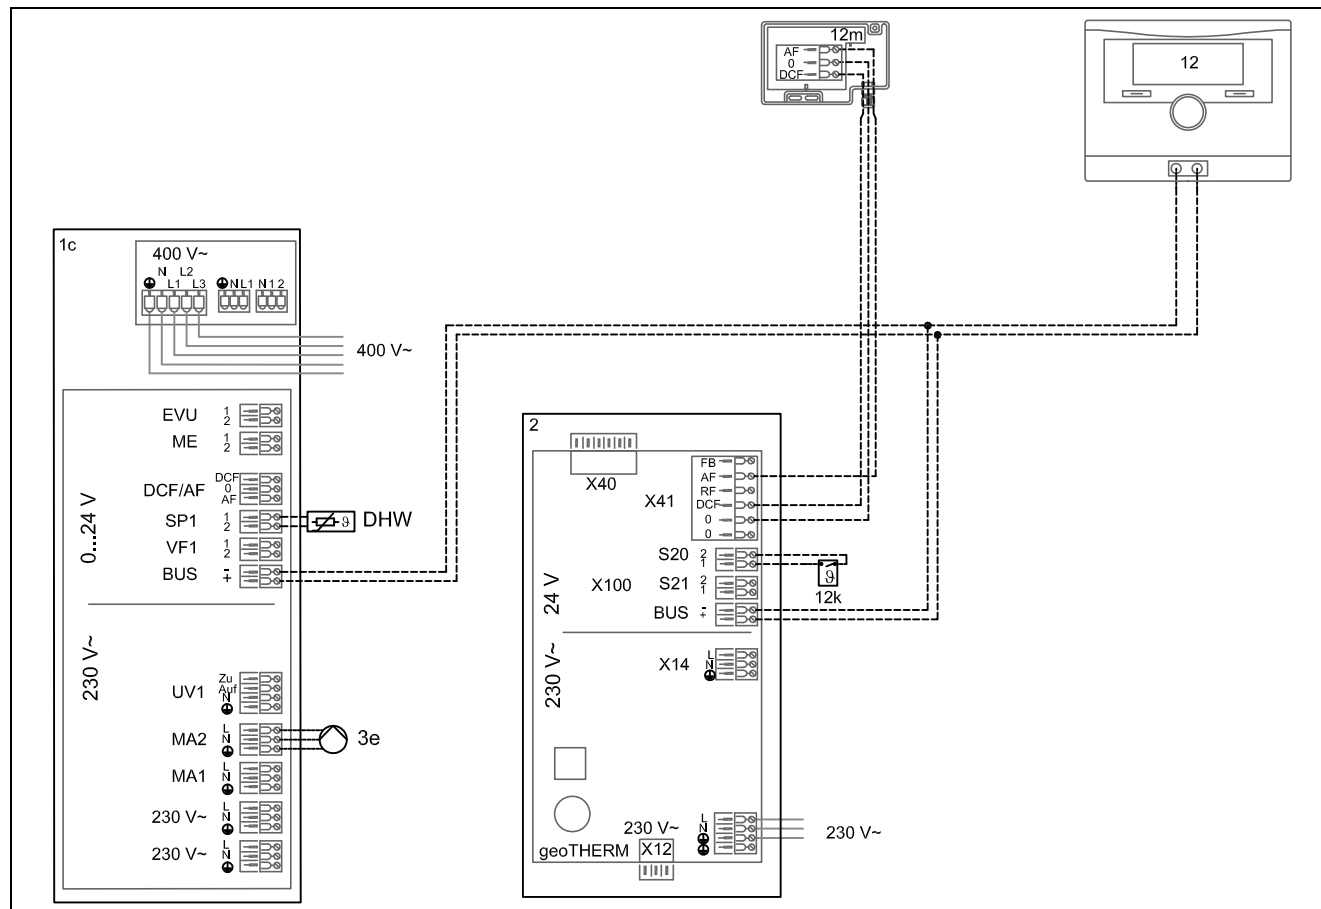 12m
AF
0
DCF
12
1c
400 V~
N L2
L1 L3
N L1 N 1 2
400 V~
0...24 V
EVU 1
2
ME 1
2
DCF/AF DCF
0
AF
SP1 1
2
DHW
VF1 1
2
BUS -
+
230 V~
UV1 Zu
Auf
N
MA2 L
N
3e
MA1 L
N
230 V~ L
N
230 V~ L
N
2
X40
X41
FB
AF
RF
DCF
0
0
24 V
X100
S20 2
1
12k
S21 2
1
BUS -
+
230 V~
X14 L
N
230 V~ L
N
230 V~
geoTHERM X12